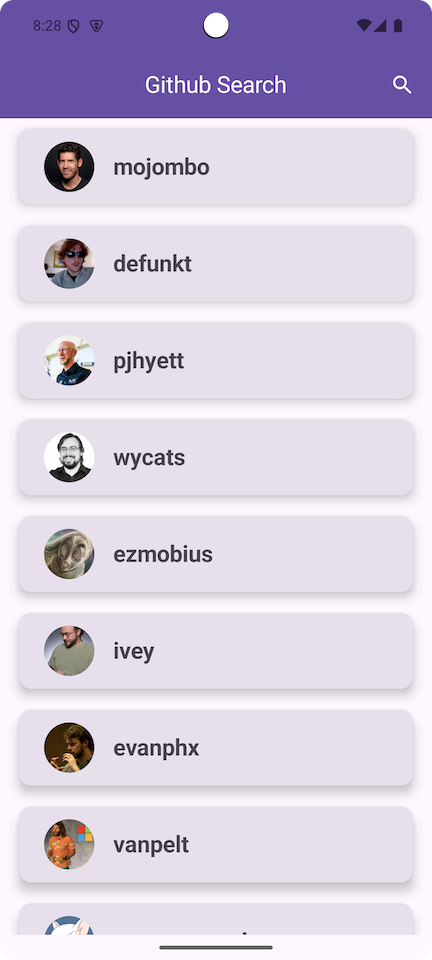 8:28
Github Search
mojombo
defunkt
pjhyett
wycats
ezmobius
ivey
evanphx
vanpelt